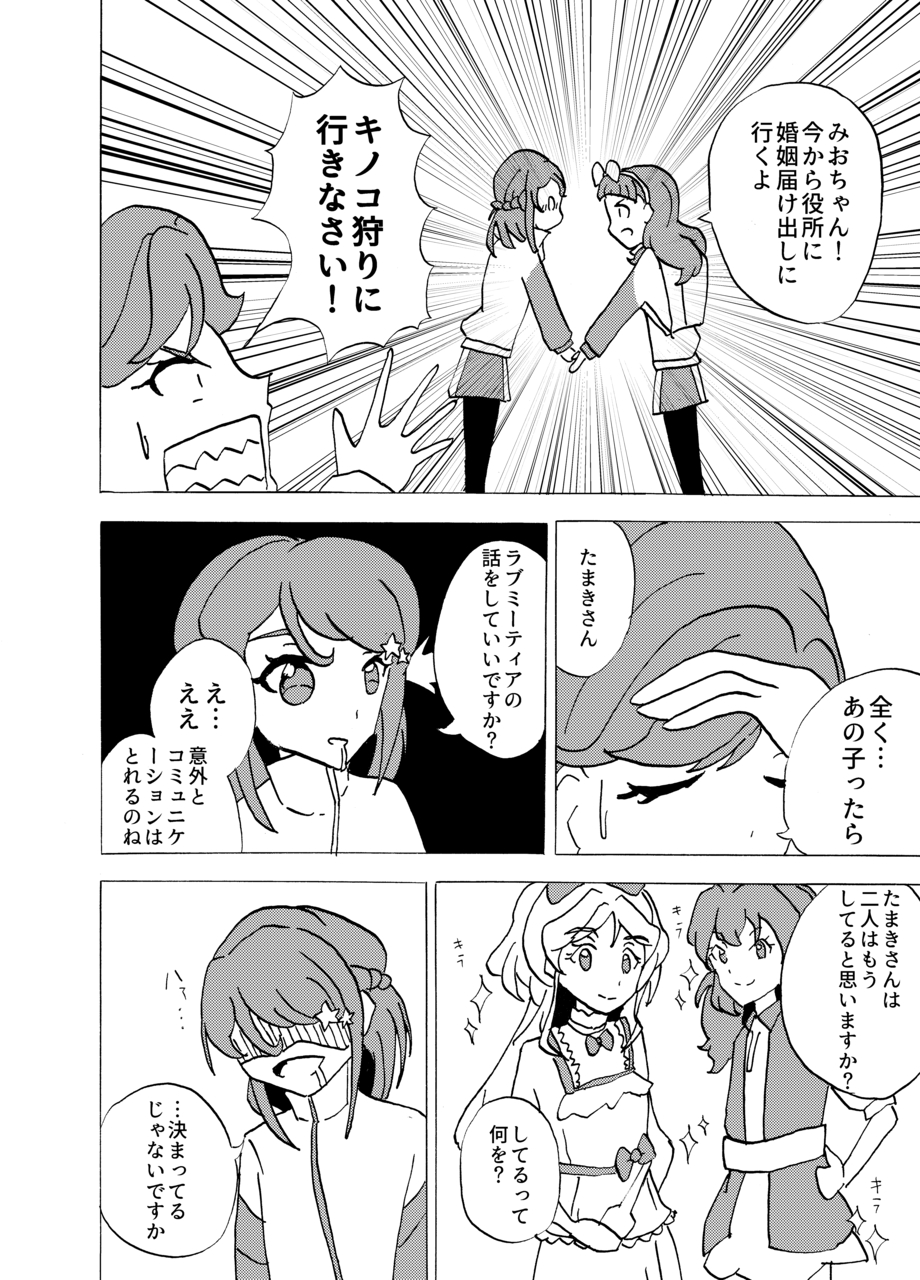 みおちゃん!
今から役所に
婚姻届け出しに
行くよ
キノコ狩りに
行きなさい!
全く…
あの子ったら
たまきさん
ラブミーティアの
話をしていいですか?
え…
ええ
意外と
コミュニケ
ーションは
とれるのね
たまきさんは
二人はもう
してると思いますか?
キラ
キラ
キラ
してるって
何を?
ハァ…
…決まってる
じゃないですか